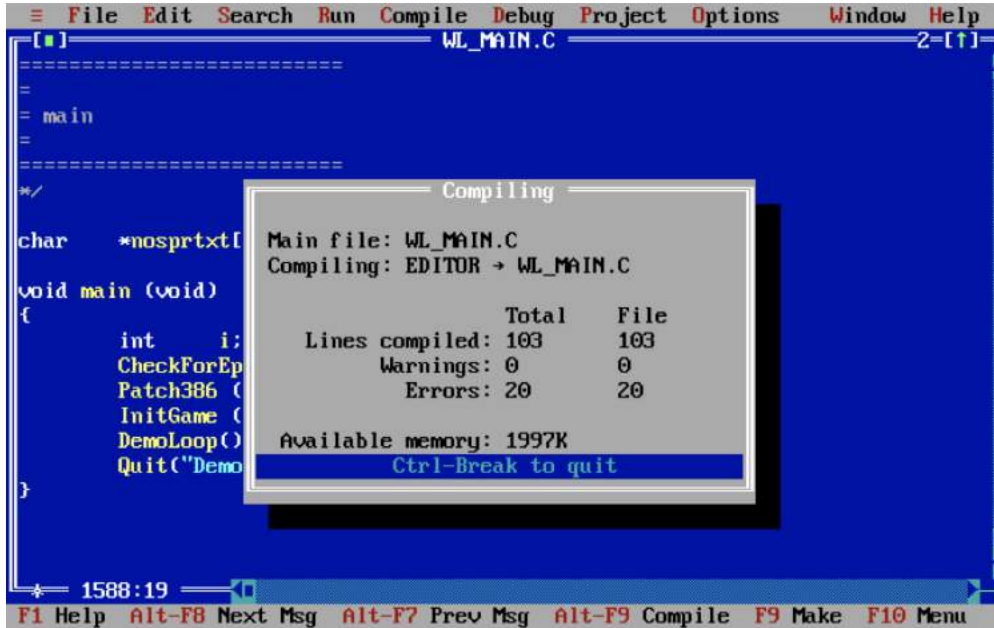 ≡ File Edit Search Run Compile Debug Project Options Window Help
[■] WL_MAIN.C 2=[↑]
===========================
=
= main
=
===========================
*/
char *nosprtxt[
void main (void)
{
int i;
CheckForEp
Patch386 (
InitGame (
DemoLoop()
Quit("Demo
}
Compiling
Main file: WL_MAIN.C
Compiling: EDITOR → WL_MAIN.C
Total File
Lines compiled: 103 103
Warnings: 0 0
Errors: 20 20
Available memory: 1997K
Ctrl-Break to quit
1588:19
F1 Help Alt-F8 Next Msg Alt-F7 Prev Msg Alt-F9 Compile F9 Make F10 Menu